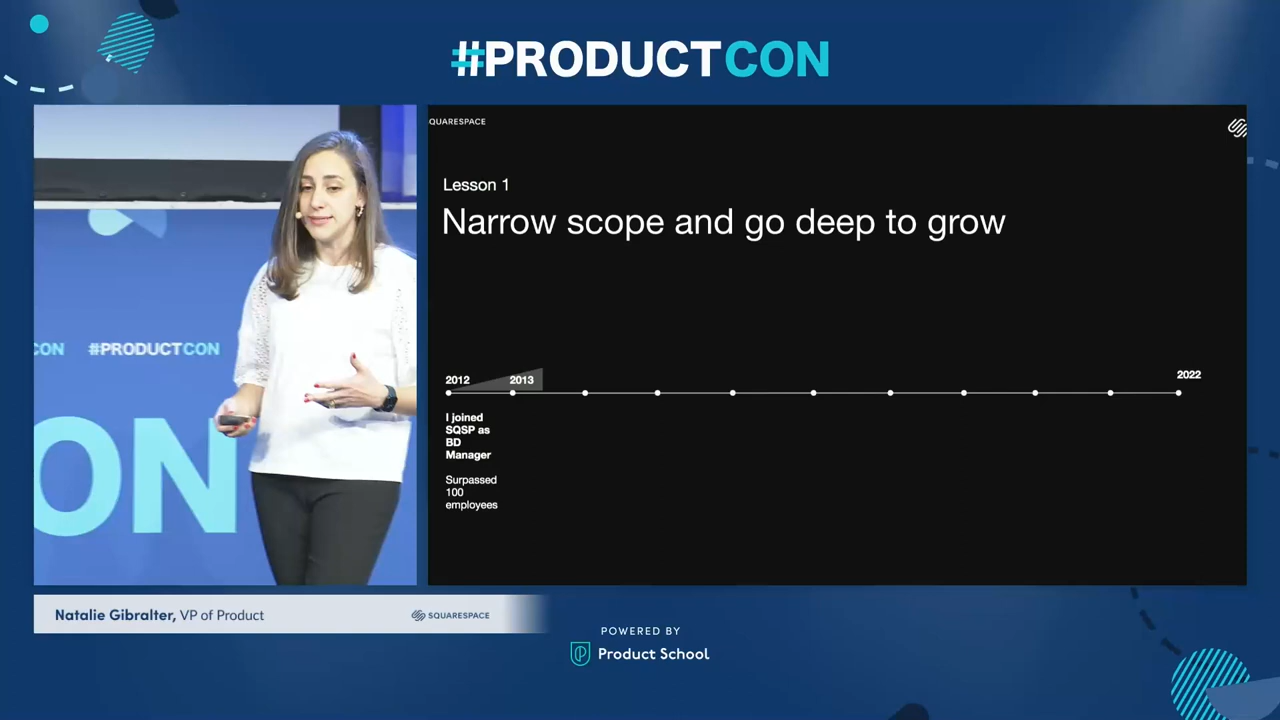 #PRODUCTCON
QUARESPACE
Lesson 1
Narrow scope and go deep to grow
2012
2013
2022
I joined
SQSP as
BD
Manager
Surpassed
100
employees
CON
#PRODUCTCON
ON
Natalie Gibralter, VP of Product
SQUARESPACE
POWERED BY
Product School